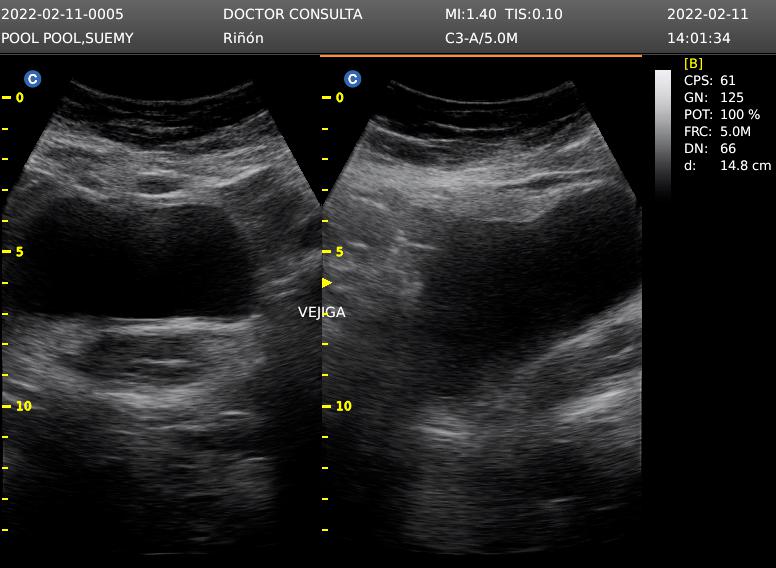 2022-02-11-0005 DOCTOR CONSULTA MI:1.40 TIS:0.10 2022-02-11
POOL POOL,SUEMY Riñón C3-A/5.0M 14:01:34
[B]
CPS: 61
GN: 125
POT: 100 %
FRC: 5.0M
DN: 66
d: 14.8 cm
C C
0 0
5 5
VEJIGA
10 10